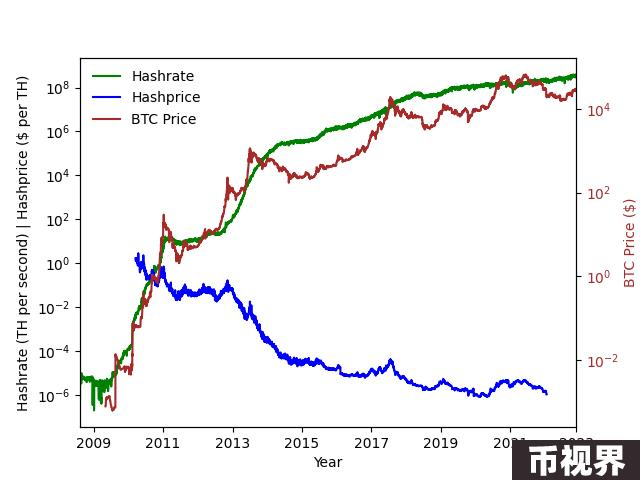 Hashrate
Hashprice
BTC Price
Hashrate (TH per second) | Hashprice ($ per TH)
10^8
10^6
10^4
10^2
10^0
10^−2
10^−4
10^−6
10^4
10^2
10^0
10^−2
BTC Price ($)
2009 2011 2013 2015 2017 2019
Year
币视界